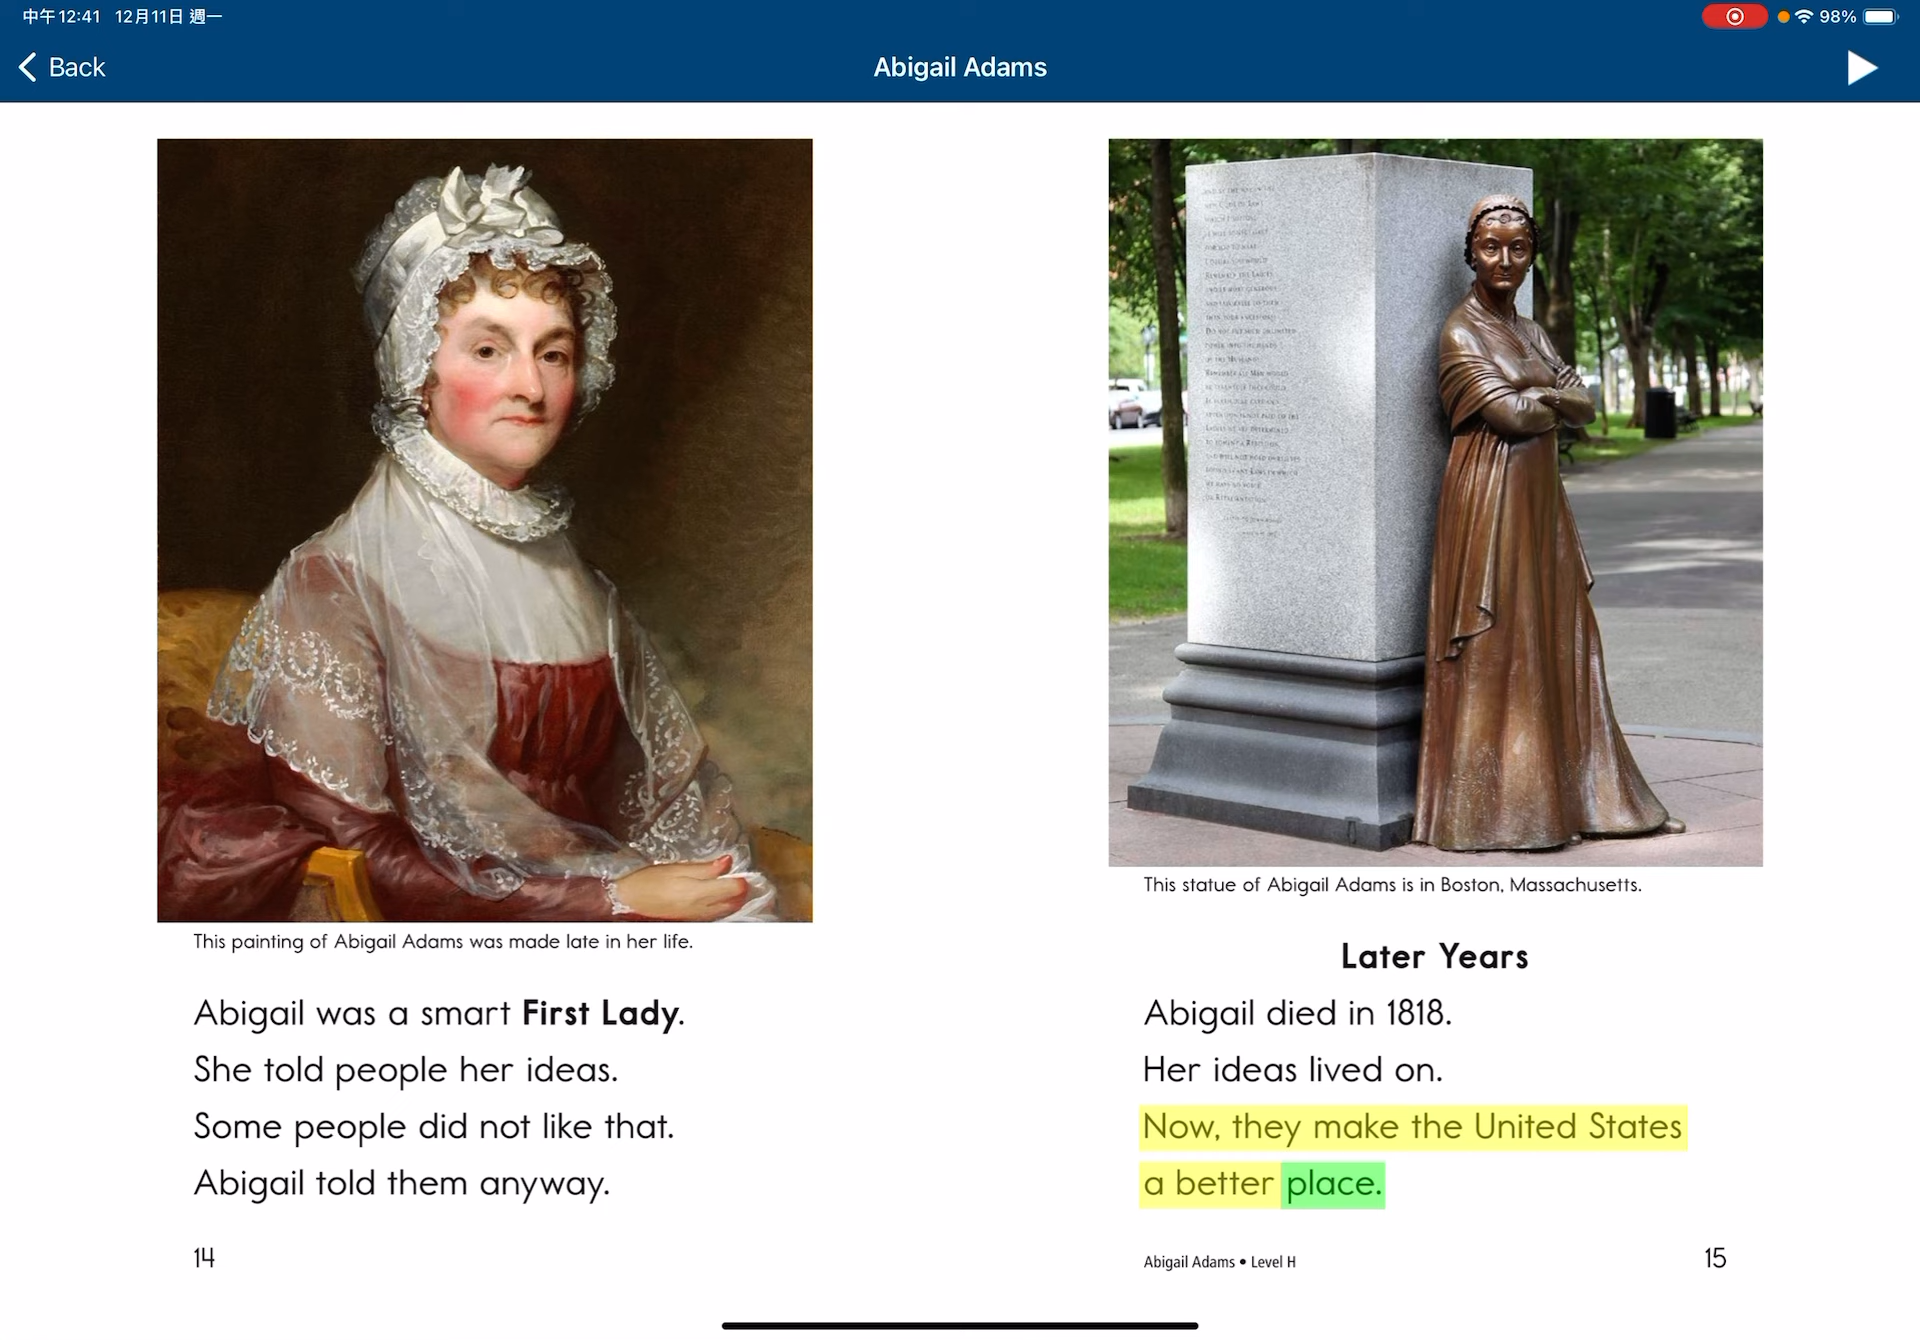 中午12:41 12月11日 週一
98%
Back
Abigail Adams
This painting of Abigail Adams was made late in her life.
Abigail was a smart First Lady.
She told people her ideas.
Some people did not like that.
Abigail told them anyway.
14
This statue of Abigail Adams is in Boston, Massachusetts.
Later Years
Abigail died in 1818.
Her ideas lived on.
Now, they make the United States
a better place.
Abigail Adams • Level H
15